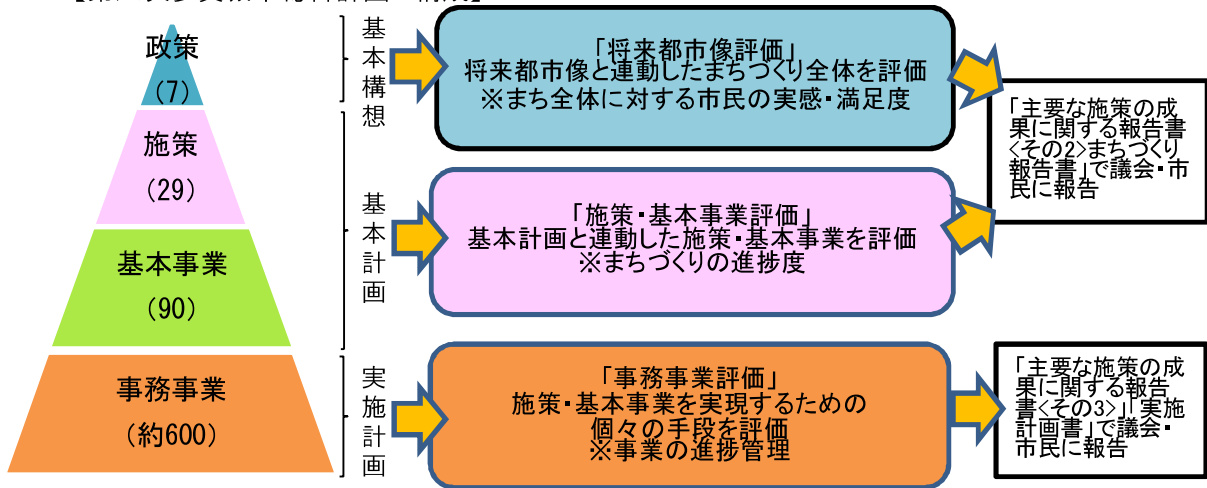 政策
(7)
施策
(29)
基本事業
(90)
事務事業
(約600)
基本構想
基本計画
実施計画
「将来都市像評価」
将来都市像と連動したまちづくり全体を評価
※まち全体に対する市民の実感・満足度
「施策・基本事業評価」
基本計画と連動した施策・基本事業を評価
※まちづくりの進捗度
「事務事業評価」
施策・基本事業を実現するための
個々の手段を評価
※事業の進捗管理
「主要な施策の成
果に関する報告書
<その2>まちづくり
報告書」で議会・市
民に報告
「主要な施策の成
果に関する報告
書<その3>」「実施
計画書」で議会・
市民に報告